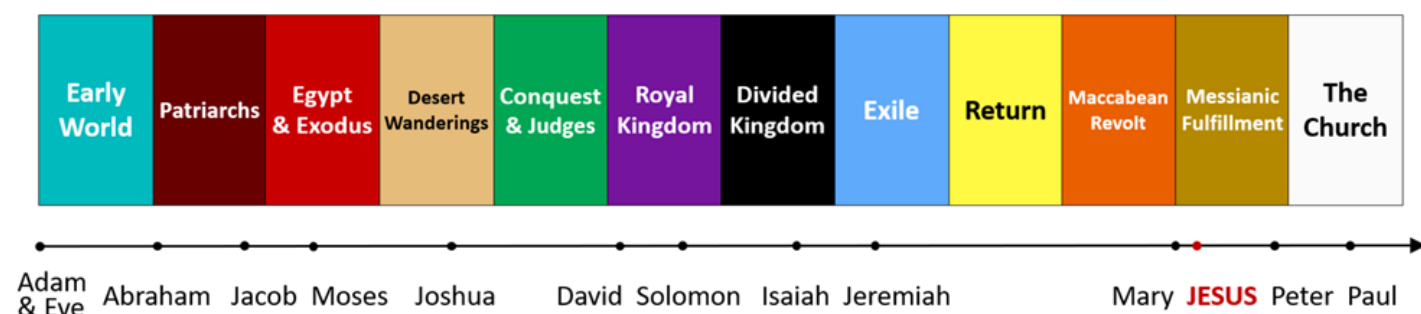 Early
World
Patriarchs
Egypt
& Exodus
Desert
Wanderings
Conquest
& Judges
Royal
Kingdom
Divided
Kingdom
Exile
Return
Maccabean
Revolt
Messianic
Fulfillment
The
Church
Adam
& Eve
Abraham
Jacob
Moses
Joshua
David
Solomon
Isaiah
Jeremiah
Mary
JESUS
Peter
Paul